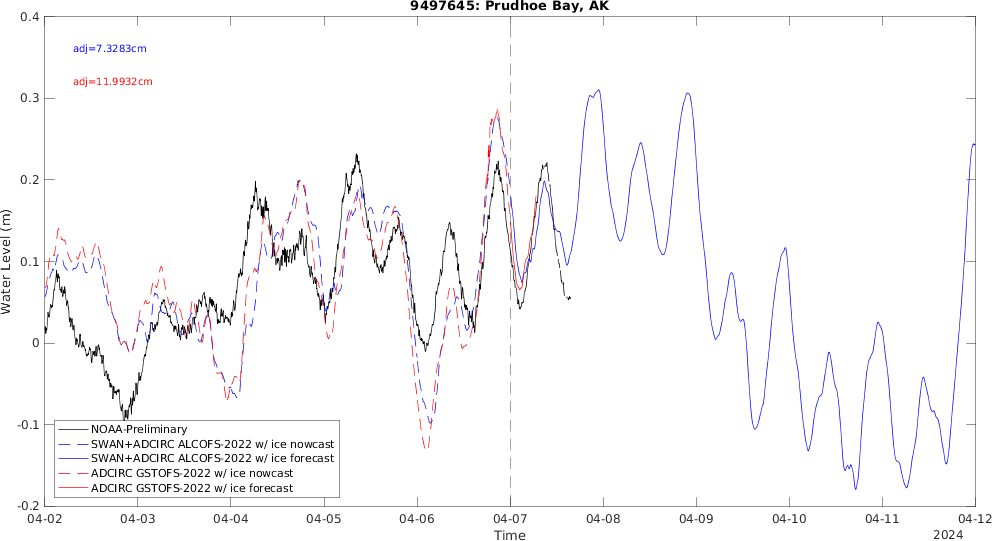 9497645: Prudhoe Bay, AK
0.4
adj=7.3283cm
adj=11.9932cm
0.3
0.2
Water Level (m)
0.1
0
-0.1
NOAA-Preliminary
SWAN+ADCIRC ALCOFS-2022 w/ ice nowcast
SWAN+ADCIRC ALCOFS-2022 w/ ice forecast
ADCIRC GSTOFS-2022 w/ ice nowcast
ADCIRC GSTOFS-2022 w/ ice forecast
-0.2
04-02 04-03 04-04 04-05 04-06 04-07 04-08 04-09 04-10 04-11 04-12
Time 2024